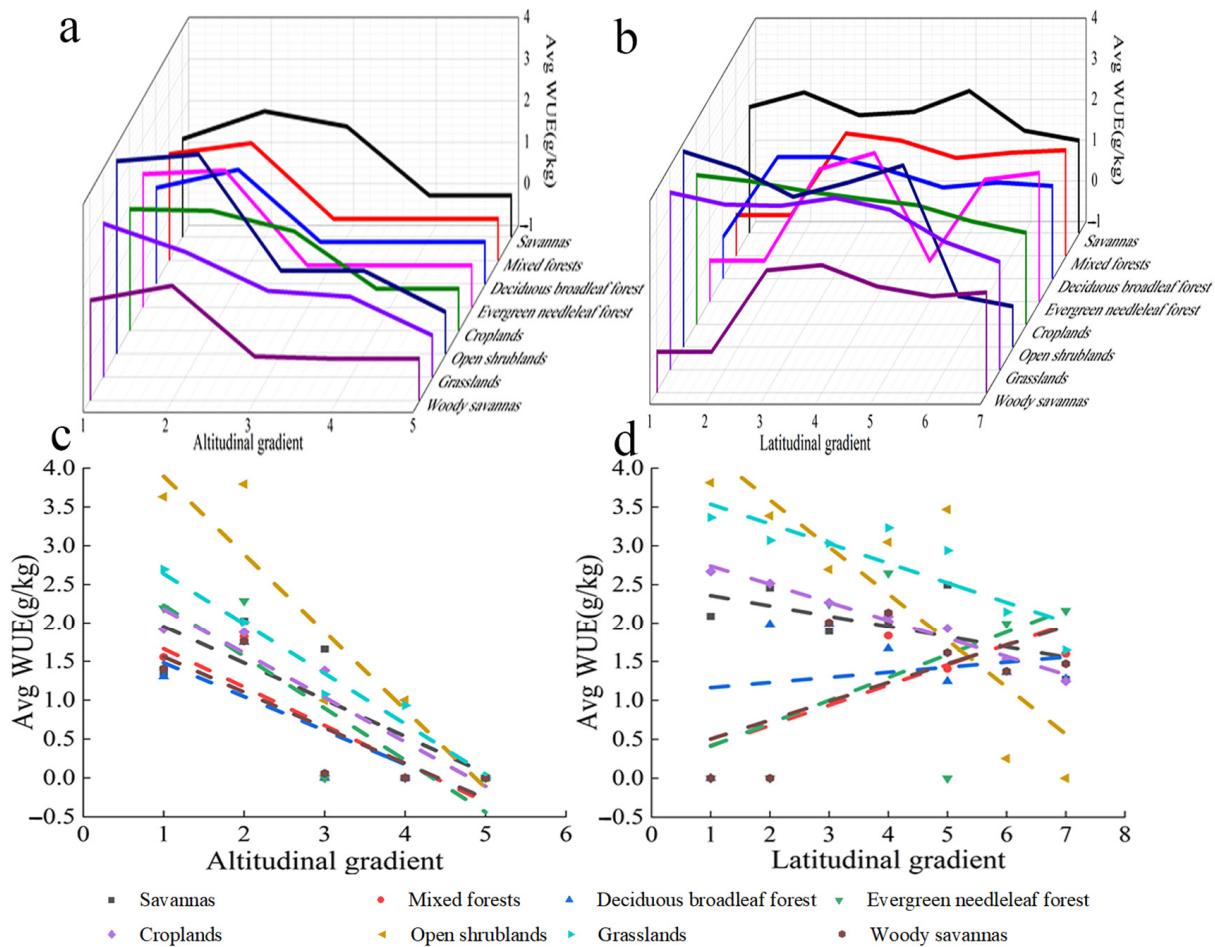 a
4
3
2
1
0
−1
Avg WUE(g/kg)
Savannas
Mixed forests
Deciduous broadleaf forest
Evergreen needleleaf forest
Croplands
Open shrublands
Grasslands
Woody savannas
1 2 3 4 5
Altitudinal gradient
b
4
3
2
1
0
−1
Avg WUE(g/kg)
Savannas
Mixed forests
Deciduous broadleaf forest
Evergreen needleleaf forest
Croplands
Open shrublands
Grasslands
Woody savannas
1 2 3 4 5 6 7
Latitudinal gradient
c
4.0
3.5
3.0
2.5
2.0
1.5
1.0
0.5
0.0
−0.5
Avg WUE(g/kg)
0 1 2 3 4 5 6
Altitudinal gradient
d
4.0
3.5
3.0
2.5
2.0
1.5
1.0
0.5
0.0
−0.5
Avg WUE(g/kg)
0 1 2 3 4 5 6 7 8
Latitudinal gradient
Savannas Mixed forests Deciduous broadleaf forest Evergreen needleleaf forest
Croplands Open shrublands Grasslands Woody savannas